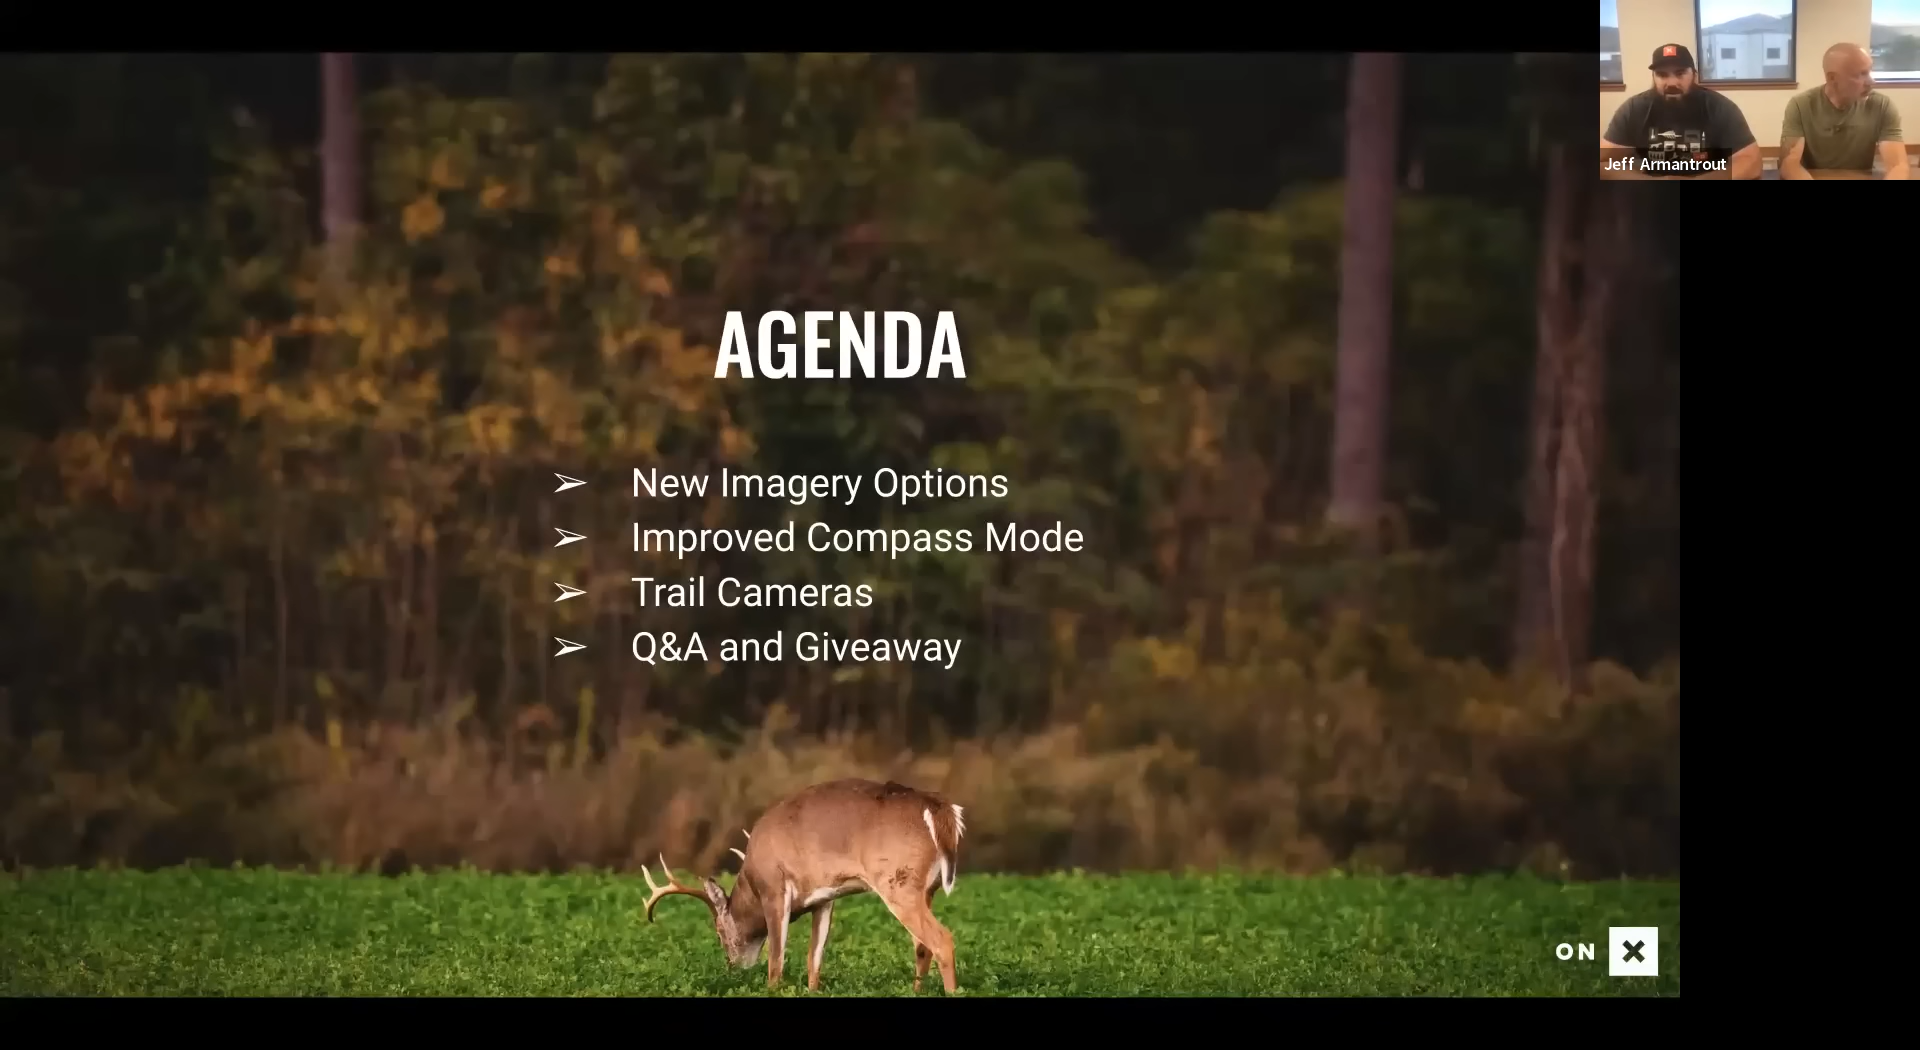 Jeff Armantrout
AGENDA
➢ New Imagery Options
➢ Improved Compass Mode
➢ Trail Cameras
➢ Q&A and Giveaway
ON X